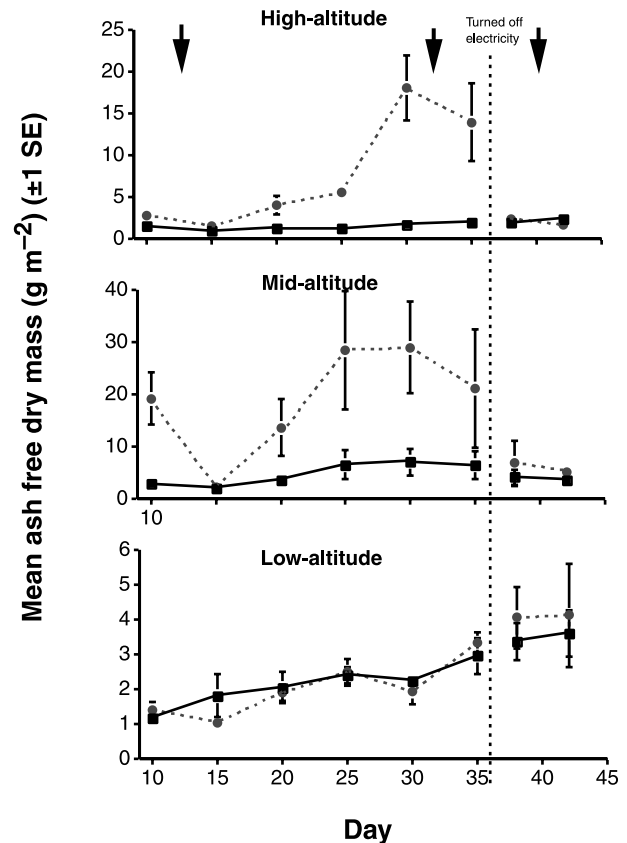 High-altitude
Turned off
electricity
25
20
15
10
5
0
Mean ash free dry mass (g m⁻²) (±1 SE)
Mid-altitude
40
30
20
10
0
10
Low-altitude
6
5
4
3
2
1
0
10 15 20 25 30 35 40 45
Day